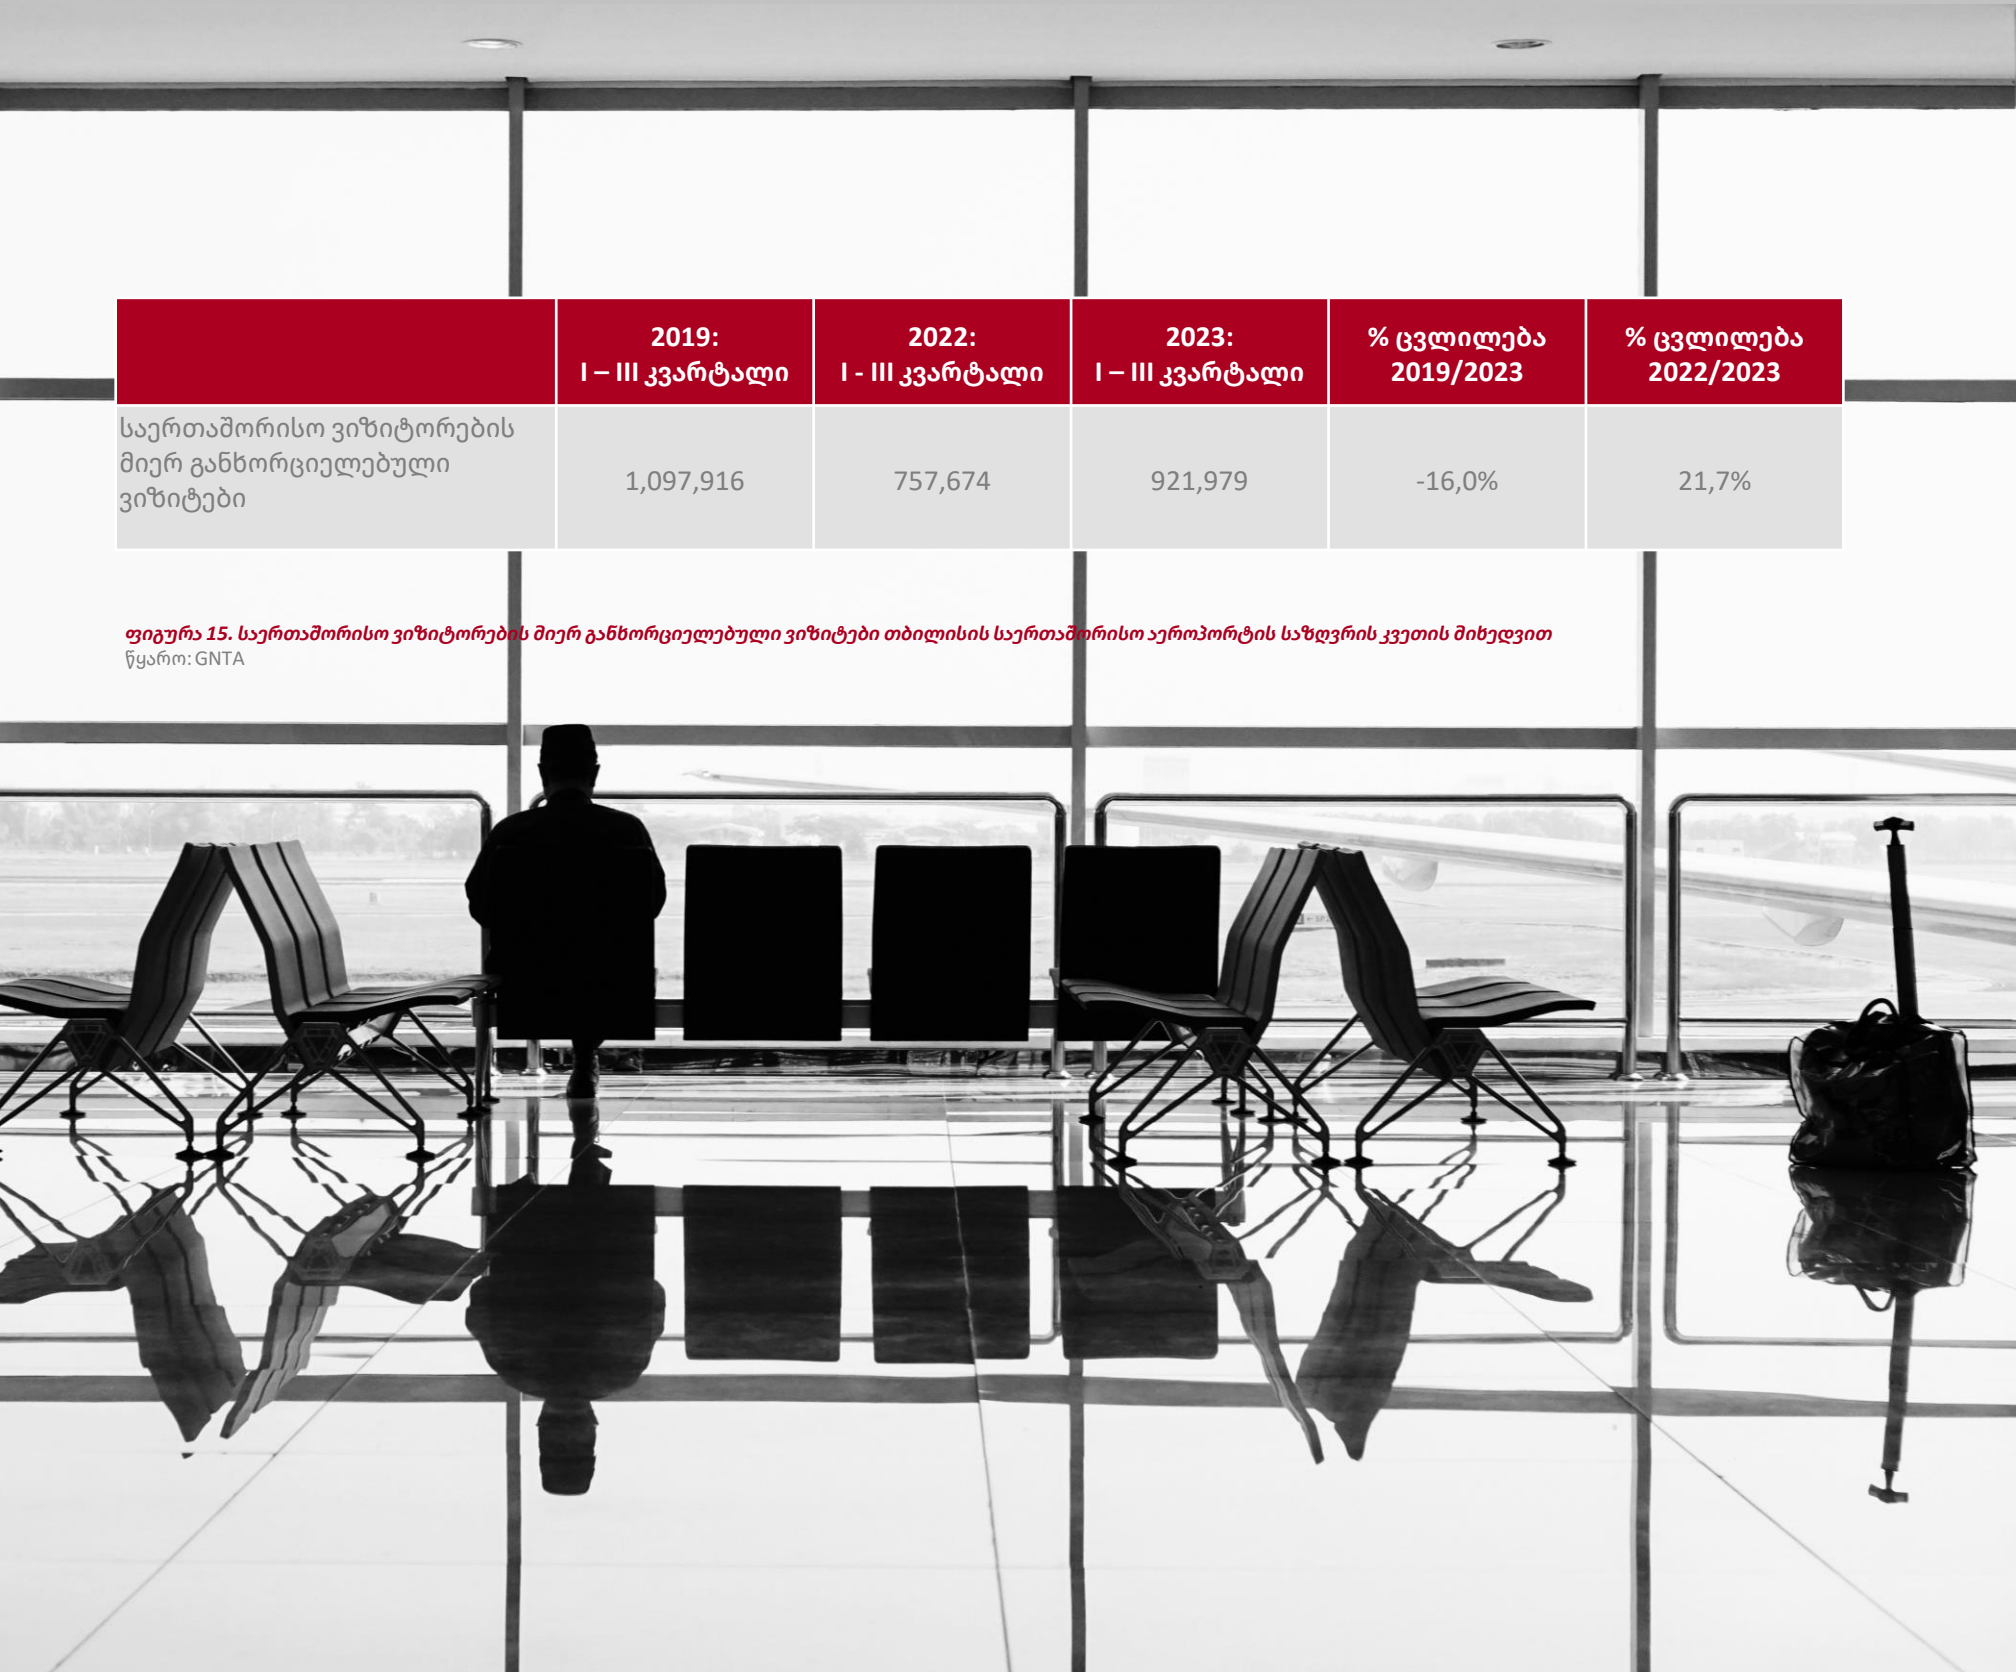 2019:
I – III კვარტალი
2022:
I - III კვარტალი
2023:
I – III კვარტალი
% ცვლილება
2019/2023
% ცვლილება
2022/2023
საერთაშორისო ვიზიტორების
მიერ განხორციელებული
ვიზიტები
1,097,916
757,674
921,979
-16,0%
21,7%
ფიგურა 15. საერთაშორისო ვიზიტორების მიერ განხორციელებული ვიზიტები თბილისის საერთაშორისო აეროპორტის საზღვრის კვეთის მიხედვით
წყარო: GNTA